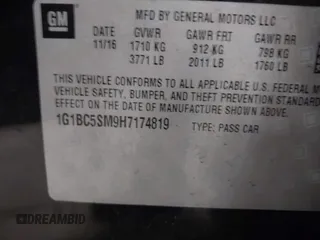 GM
MFD BY GENERAL MOTORS LLC
GVWR GAWR FRT GAWR RR
11/16 1710 KG 912 KG 798 KG
3771 LB 2011 LB 1760 LB
THIS VEHICLE CONFORMS TO ALL APPLICABLE U.S. FEDERAL
VEHICLE SAFETY, BUMPER, AND THEFT PREVENTION STANDARD
EFFECT ON THE DATE OF MANUFACTURE SHOWN ABOVE.
1G1BC5SM9H7174819 TYPE: PASS CAR
DREAMBID